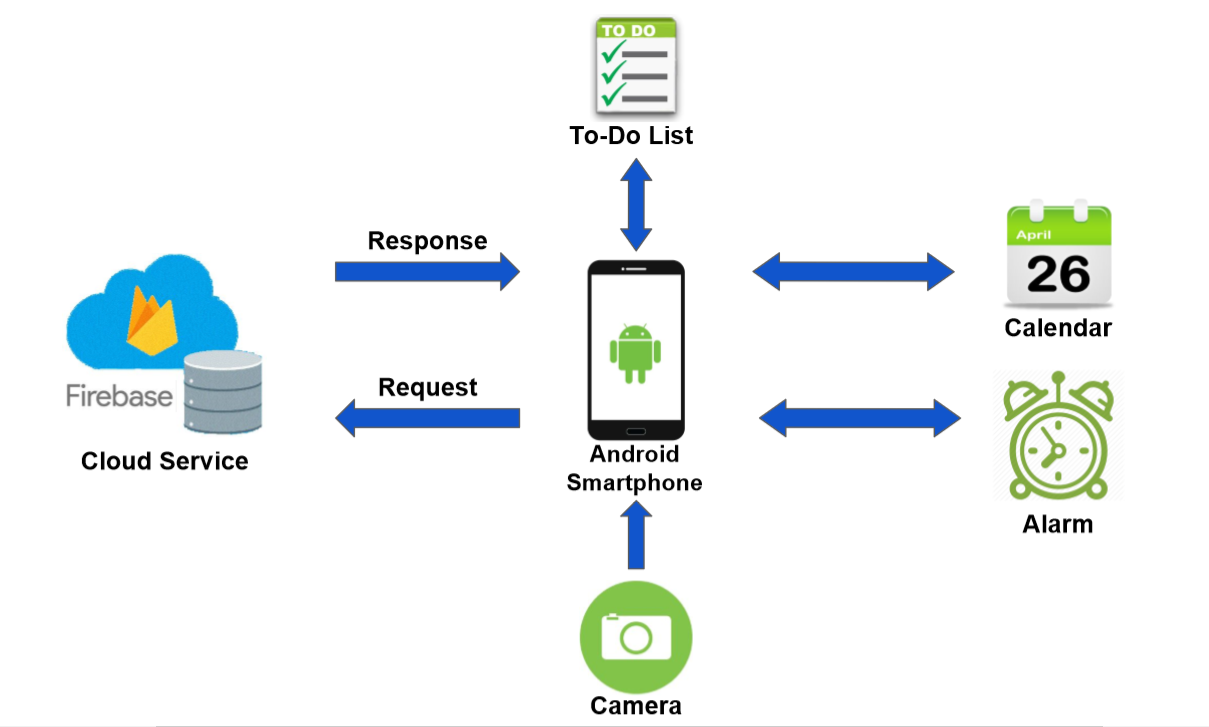 TO DO
To-Do List
Response
April
26
Calendar
Firebase
Request
Cloud Service
Android
Smartphone
Alarm
Camera